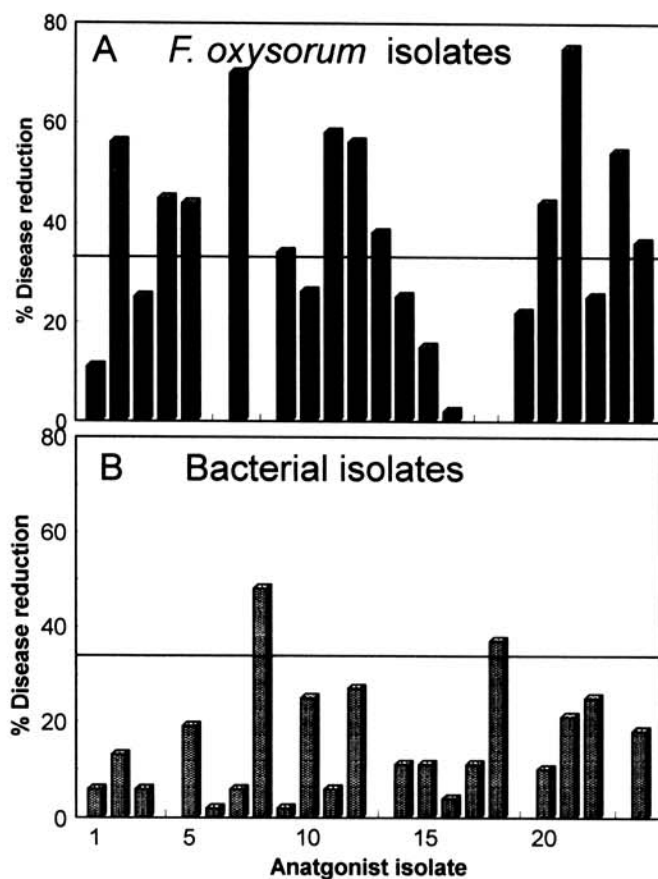 80
A F. oxysorum isolates
60
40
20
0
% Disease reduction
80
B Bacterial isolates
60
40
20
0
% Disease reduction
1 5 10 15 20
Anatgonist isolate